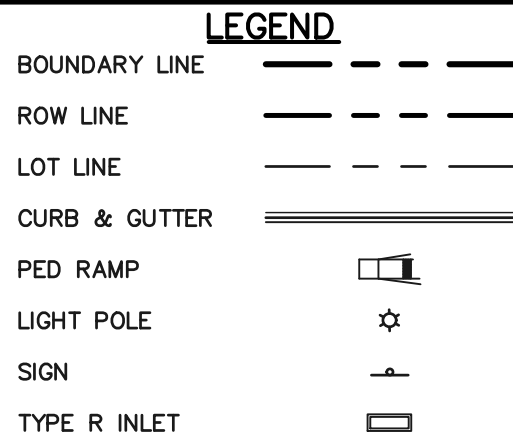 LEGEND
BOUNDARY LINE
ROW LINE
LOT LINE
CURB & GUTTER
PED RAMP
LIGHT POLE
SIGN
TYPE R INLET